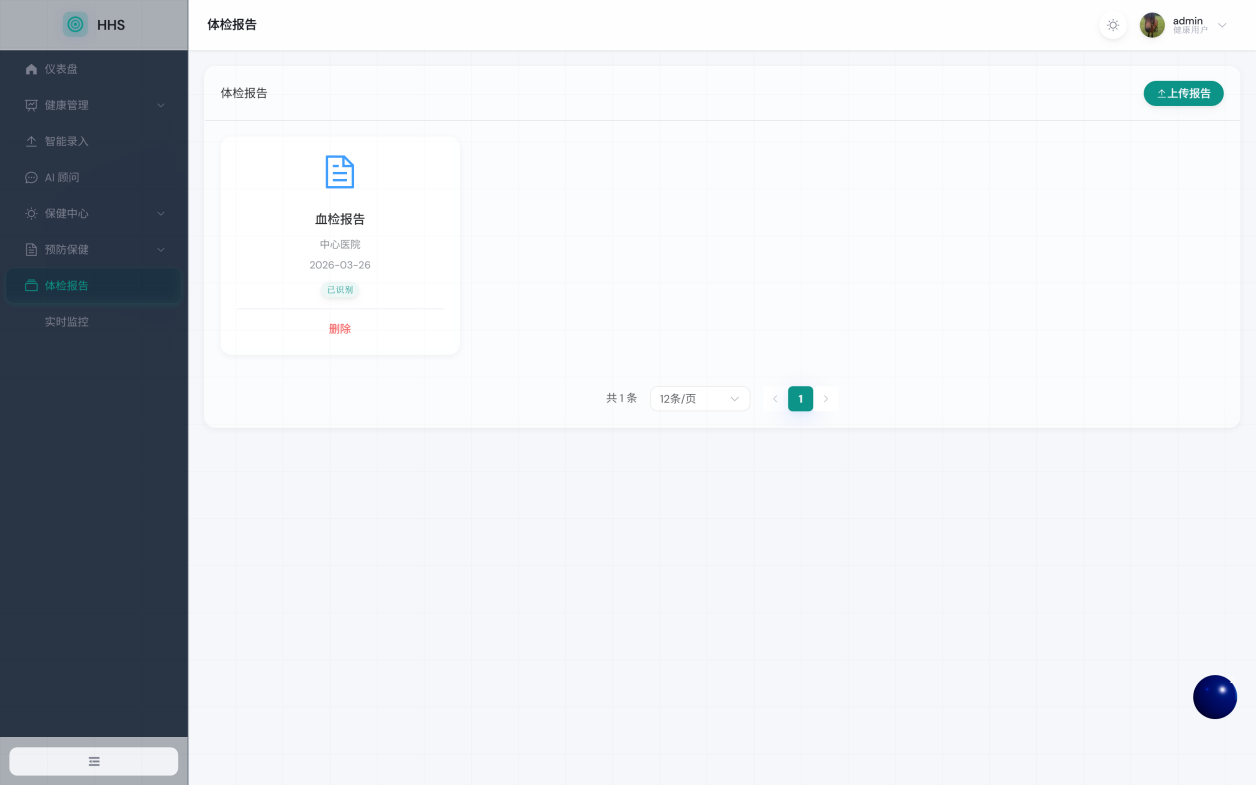 HHS
体检报告
admin
健康用户
仪表盘
健康管理
智能录入
AI 顾问
保健中心
预防保健
体检报告
实时监控
体检报告
上传报告
血检报告
中心医院
2026-03-26
已识别
删除
共 1 条
12条/页
1